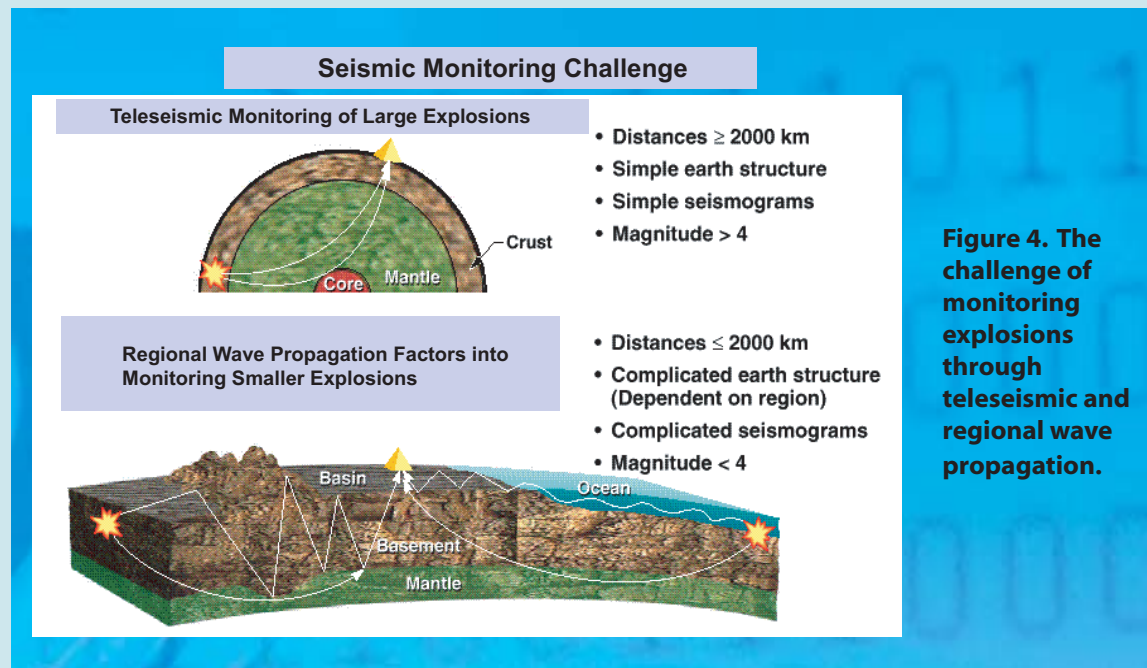 Seismic Monitoring Challenge
Teleseismic Monitoring of Large Explosions
• Distances ≥ 2000 km
• Simple earth structure
• Simple seismograms
• Magnitude > 4
Crust
Mantle
Core
Regional Wave Propagation Factors into
Monitoring Smaller Explosions
• Distances ≤ 2000 km
• Complicated earth structure
(Dependent on region)
• Complicated seismograms
• Magnitude < 4
Basin
Ocean
Basement
Mantle
Figure 4. The
challenge of
monitoring
explosions
through
teleseismic and
regional wave
propagation.